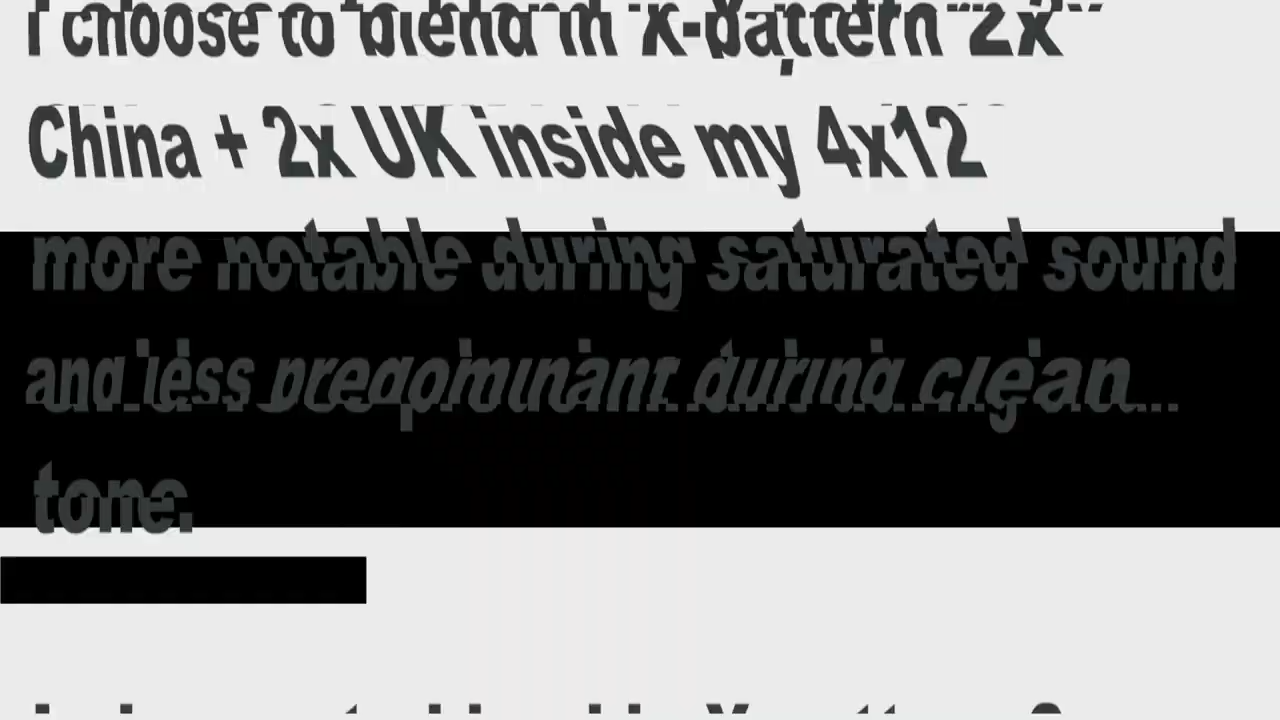 I choose to blend in X-pattern 2x
China + 2x UK inside my 4x12
more notable during saturated sound
and less predominant during clean
tone.